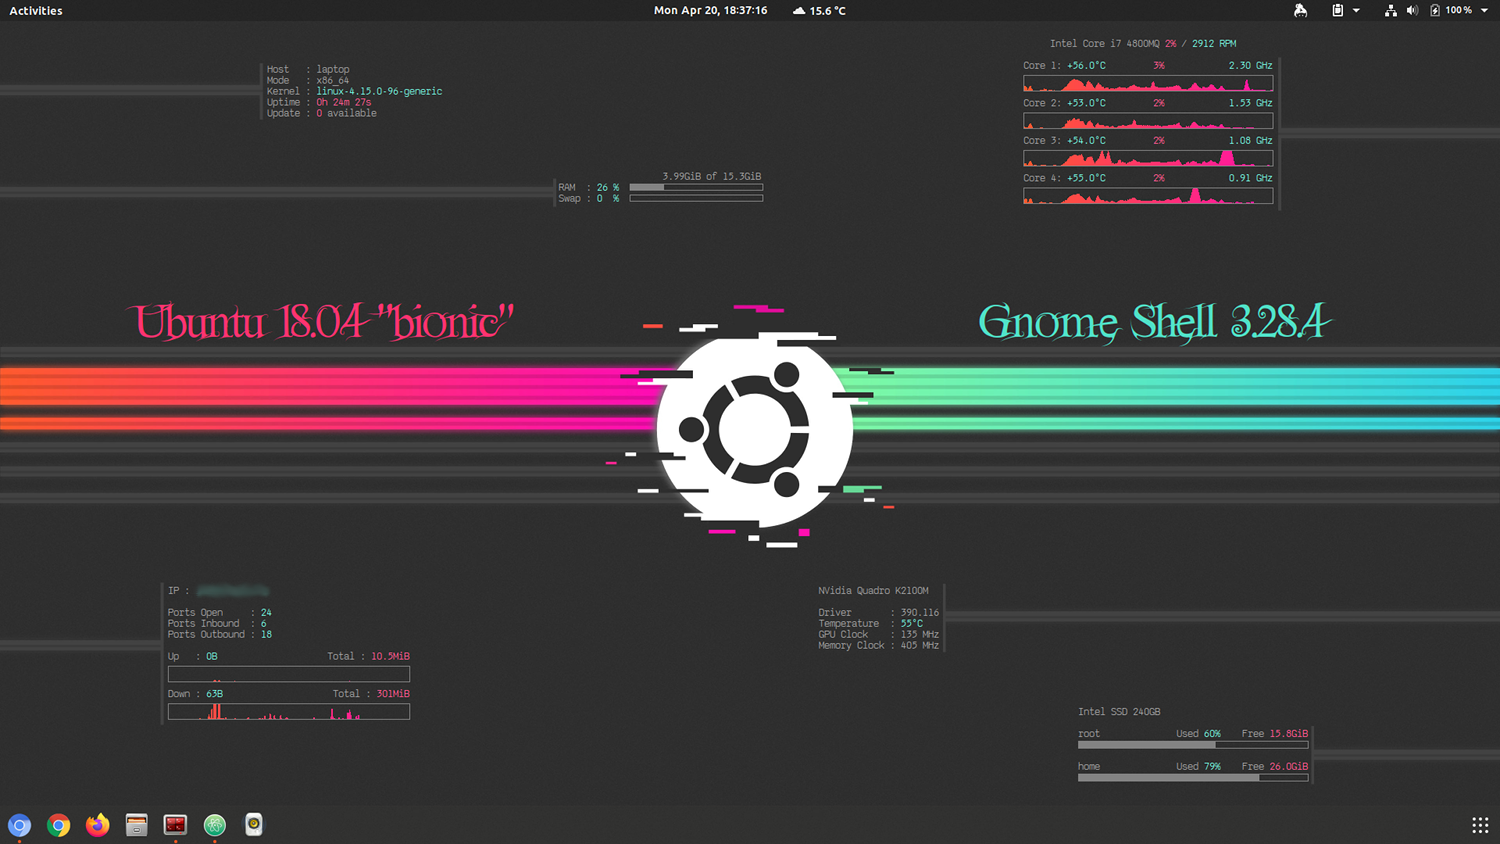 Activities
Mon Apr 20, 18:37:16
15.6 °C
100 %
Host : laptop
Mode : x86_64
Kernel : linux-4.15.0-96-generic
Uptime : 0h 24m 27s
Update : 0 available
3.99GiB of 15.3GiB
RAM : 26 %
Swap : 0 %
Intel Core i7 4800MQ 2% / 2912 RPM
Core 1: +56.0°C 3% 2.30 GHz
Core 2: +53.0°C 2% 1.53 GHz
Core 3: +54.0°C 2% 1.08 GHz
Core 4: +55.0°C 2% 0.91 GHz
Ubuntu 18.04 "bionic"
Gnome Shell 3.28.4
IP :
Ports Open : 24
Ports Inbound : 6
Ports Outbound : 18
Up : 0B Total : 10.5MiB
Down : 63B Total : 301MiB
NVidia Quadro K2100M
Driver : 390.116
Temperature : 55°C
GPU Clock : 135 MHz
Memory Clock : 405 MHz
Intel SSD 240GB
root Used 60% Free 15.8GiB
home Used 79% Free 26.0GiB